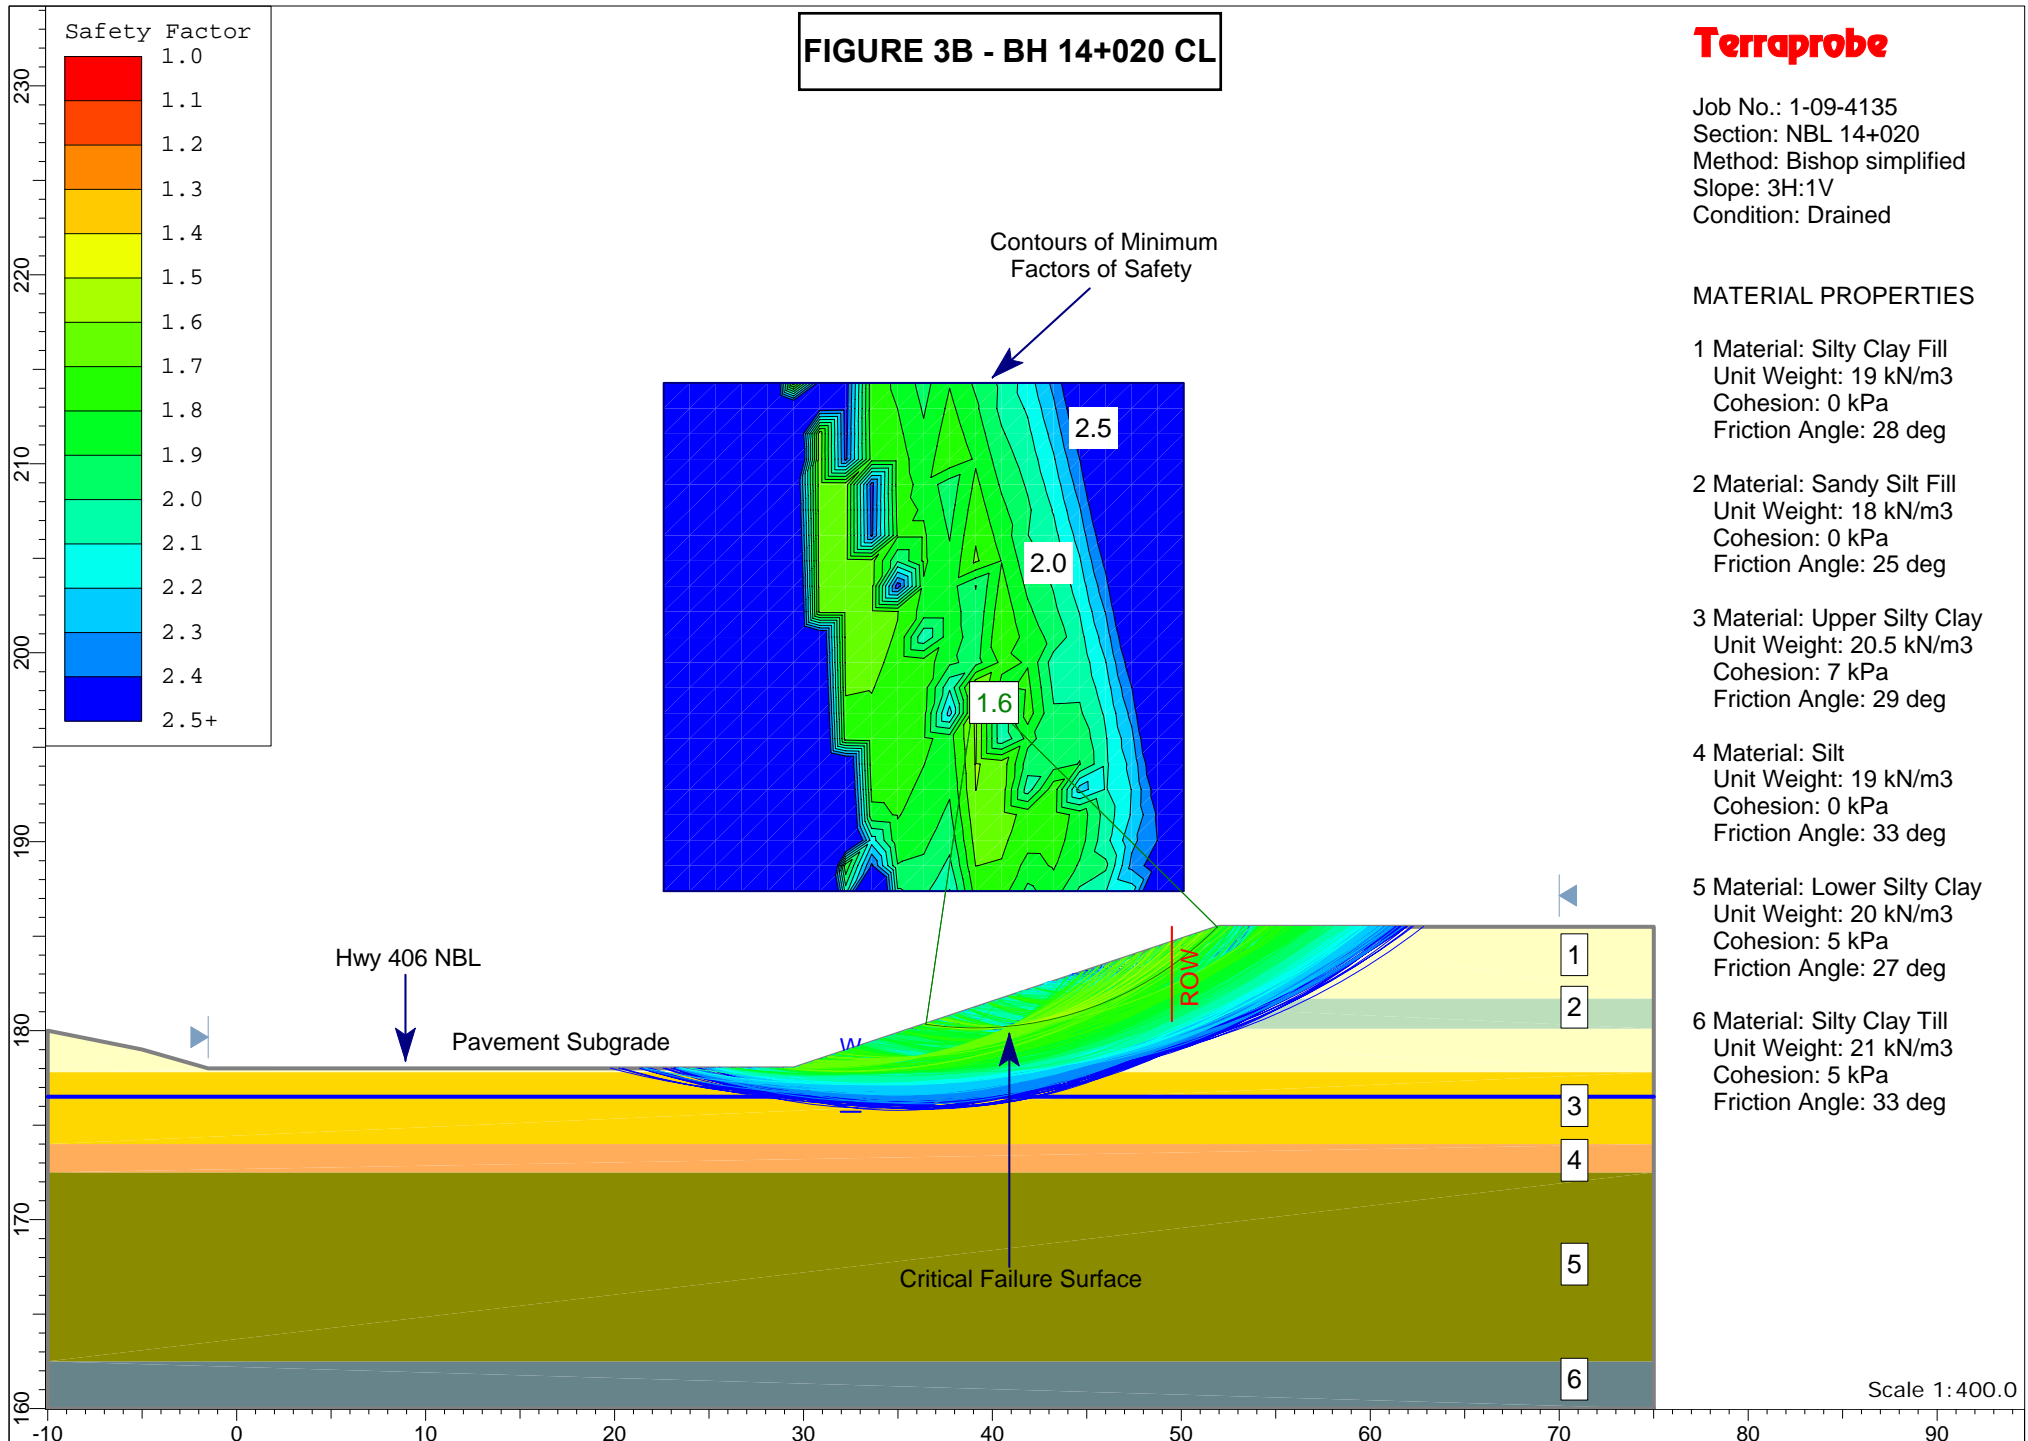 FIGURE 3B - BH 14+020 CL
Safety Factor
1.0
1.1
1.2
1.3
1.4
1.5
1.6
1.7
1.8
1.9
2.0
2.1
2.2
2.3
2.4
2.5+
Terraprobe
Job No.: 1-09-4135
Section: NBL 14+020
Method: Bishop simplified
Slope: 3H:1V
Condition: Drained
MATERIAL PROPERTIES
1 Material: Silty Clay Fill
Unit Weight: 19 kN/m3
Cohesion: 0 kPa
Friction Angle: 28 deg
2 Material: Sandy Silt Fill
Unit Weight: 18 kN/m3
Cohesion: 0 kPa
Friction Angle: 25 deg
3 Material: Upper Silty Clay
Unit Weight: 20.5 kN/m3
Cohesion: 7 kPa
Friction Angle: 29 deg
4 Material: Silt
Unit Weight: 19 kN/m3
Cohesion: 0 kPa
Friction Angle: 33 deg
5 Material: Lower Silty Clay
Unit Weight: 20 kN/m3
Cohesion: 5 kPa
Friction Angle: 27 deg
6 Material: Silty Clay Till
Unit Weight: 21 kN/m3
Cohesion: 5 kPa
Friction Angle: 33 deg
Contours of Minimum
Factors of Safety
2.5
2.0
1.6
Hwy 406 NBL
Pavement Subgrade
W
ROW
Critical Failure Surface
1
2
3
4
5
6
Scale 1:400.0
230
220
210
200
190
180
170
160
-10
0
10
20
30
40
50
60
70
80
90